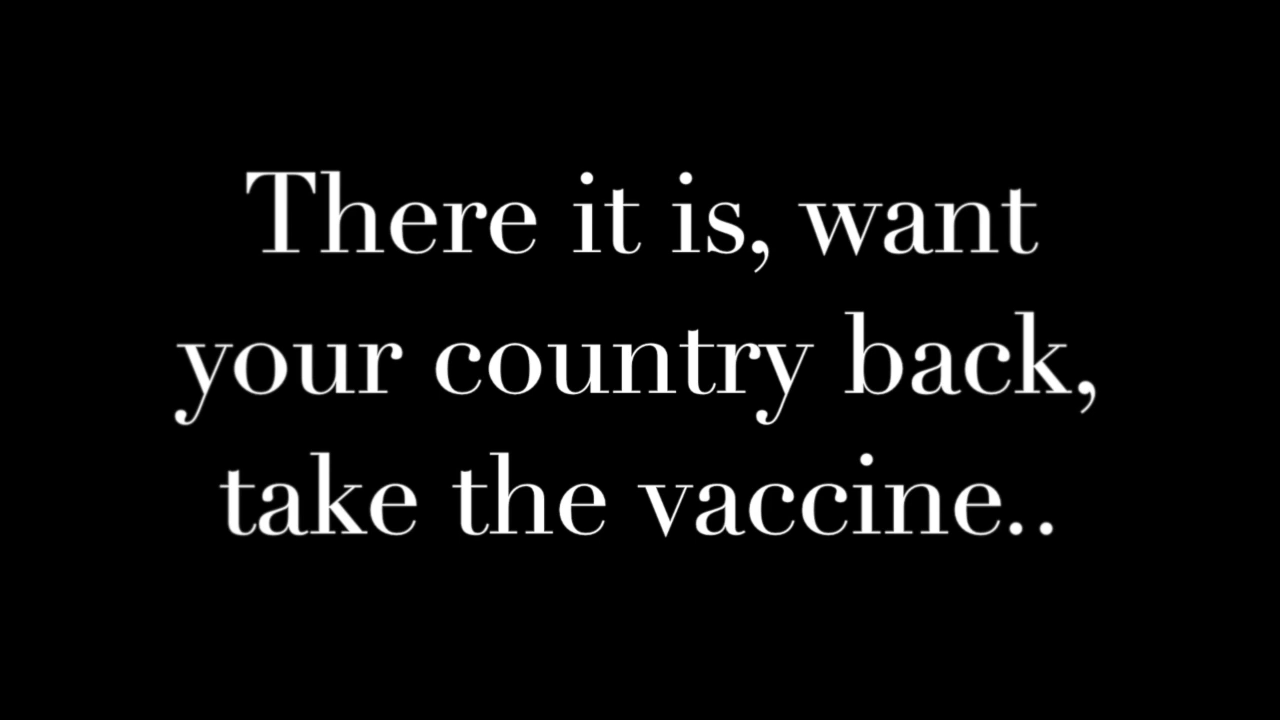 There it is, want
your country back,
take the vaccine..